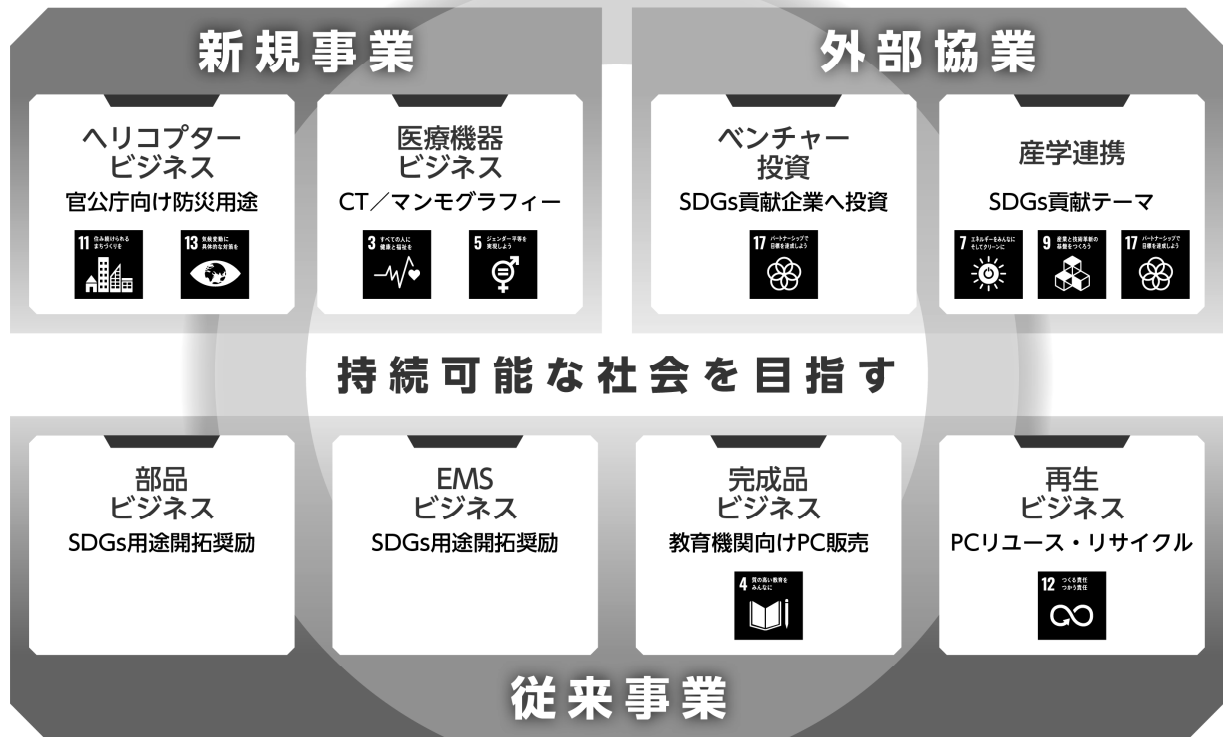 新規事業
ヘリコプター
ビジネス
官公庁向け防災用途
11 住み続けられる
まちづくりを
13 気候変動に
具体的な対策を
医療機器
ビジネス
CT／マンモグラフィー
3 すべての人に
健康と福祉を
5 ジェンダー平等を
実現しよう
外部協業
ベンチャー
投資
SDGs貢献企業へ投資
17 パートナーシップで
目標を達成しよう
産学連携
SDGs貢献テーマ
7 エネルギーをみんなに
そしてクリーンに
9 産業と技術革新の
基盤をつくろう
17 パートナーシップで
目標を達成しよう
持続可能な社会を目指す
部品
ビジネス
SDGs用途開拓奨励
EMS
ビジネス
SDGs用途開拓奨励
完成品
ビジネス
教育機関向けPC販売
4 質の高い教育を
みんなに
再生
ビジネス
PCリユース・リサイクル
12 つくる責任
つかう責任
従来事業